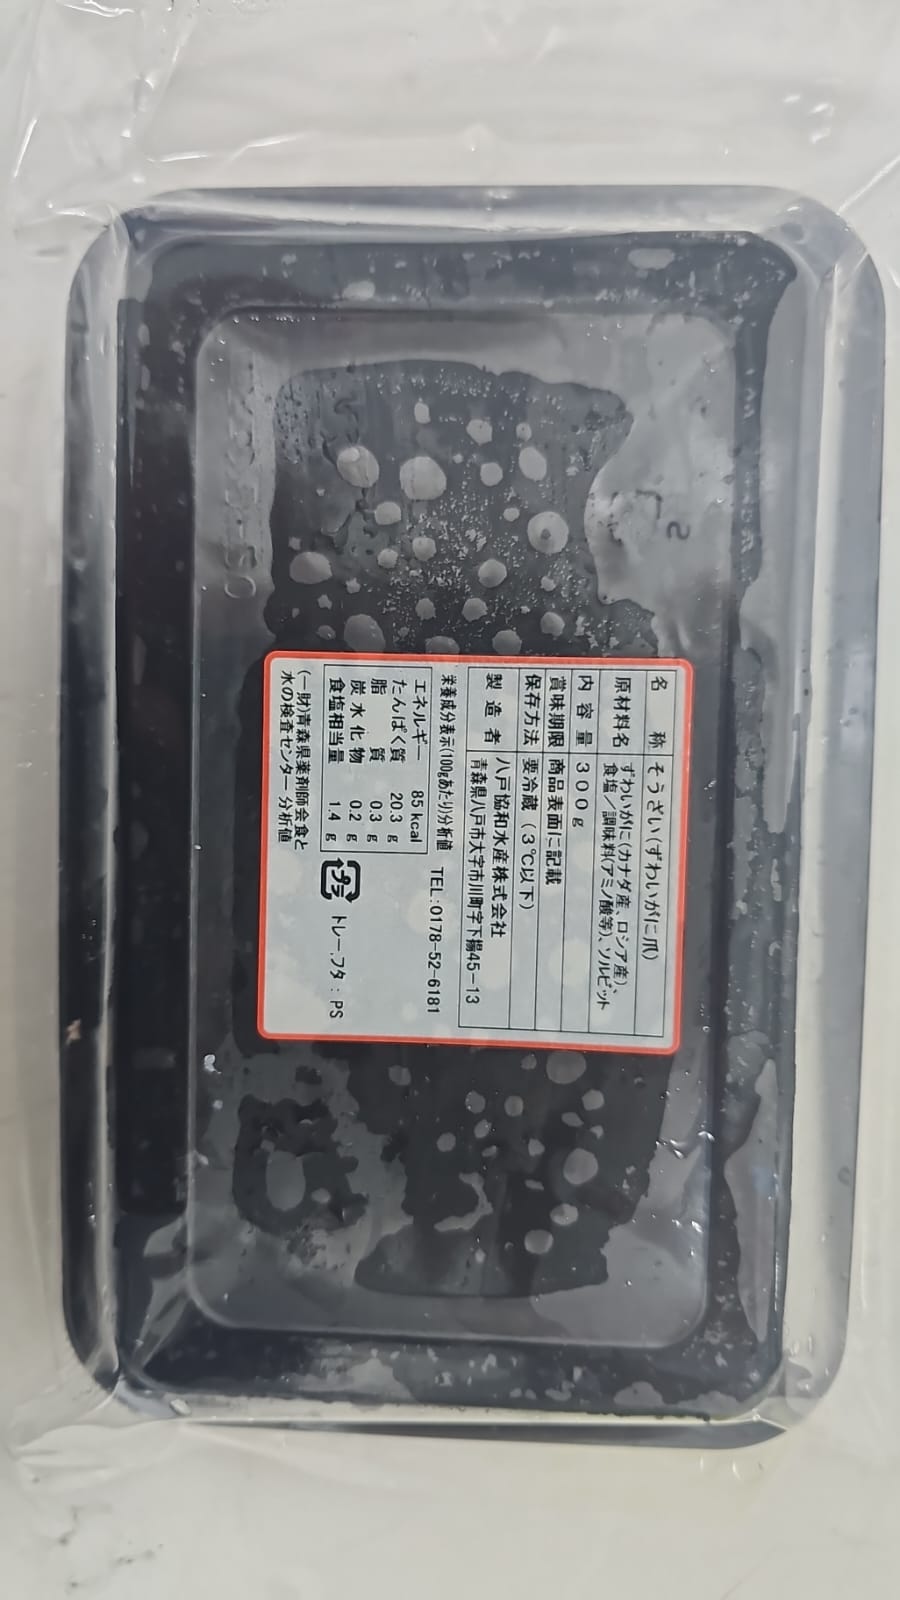 名称 そうざい(ずわいがに爪)
原材料名 ずわいがに(カナダ産、ロシア産)、
食塩／調味料(アミノ酸等)、ソルビット
内容量 300g
賞味期限 商品表面に記載
保存方法 要冷蔵（3℃以下）
製造者 八戸協和水産株式会社
青森県八戸市大字市川町字下揚45-13
TEL:0178-52-6181
栄養成分表示(100gあたり)分析値
エネルギー 85 kcal
たんぱく質 20.3 g
脂質 0.3 g
炭水化物 0.2 g
食塩相当量 1.4 g
(一財)青森県薬剤師会食と
水の検査センター 分析値
プラ トレー.フタ：PS